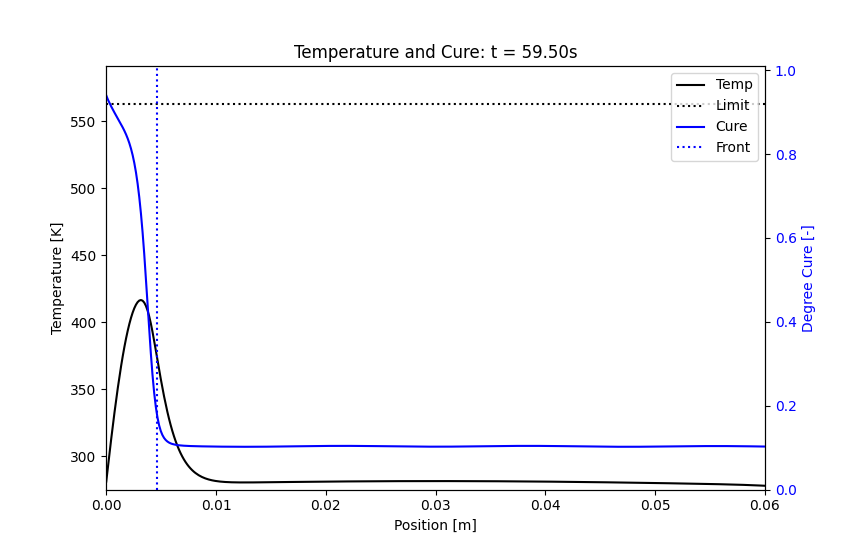 Temperature and Cure: t = 59.50s
Temp
Limit
Cure
Front
Temperature [K]
550
500
450
400
350
300
Degree Cure [-]
1.0
0.8
0.6
0.4
0.2
0.0
0.00 0.01 0.02 0.03 0.04 0.05 0.06
Position [m]